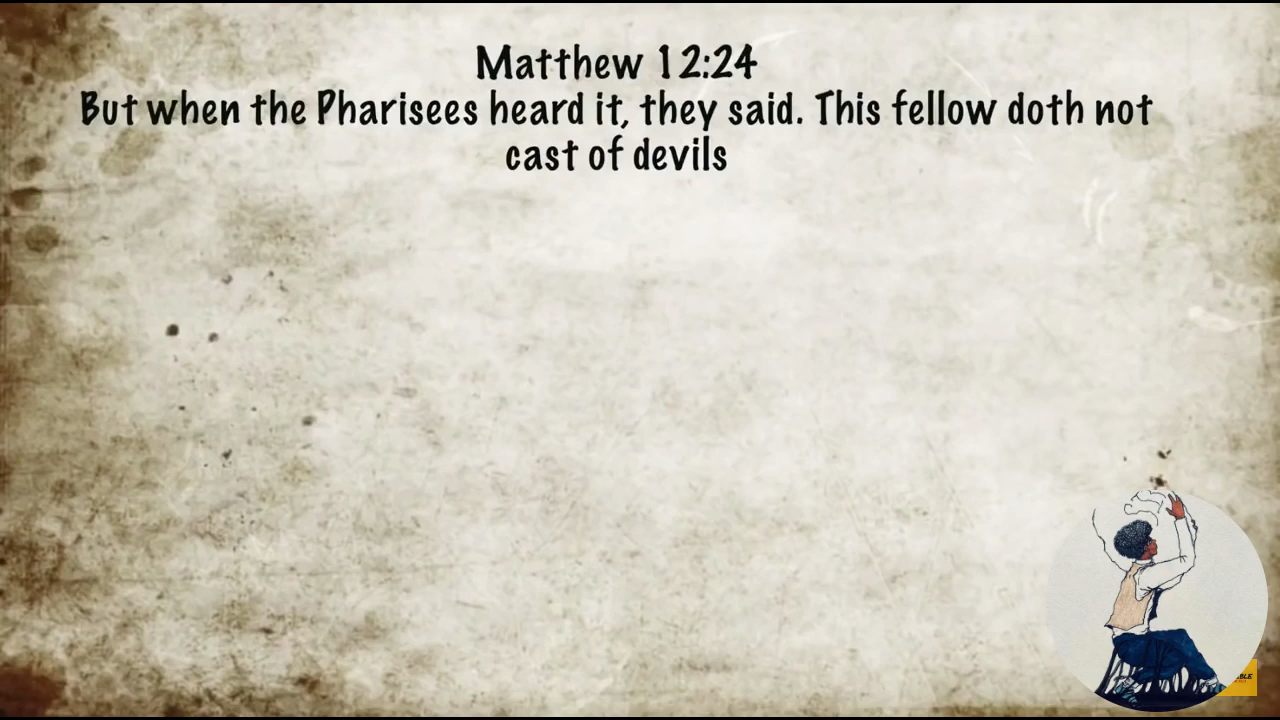 Matthew 12:24
But when the Pharisees heard it, they said. This fellow doth not
cast of devils